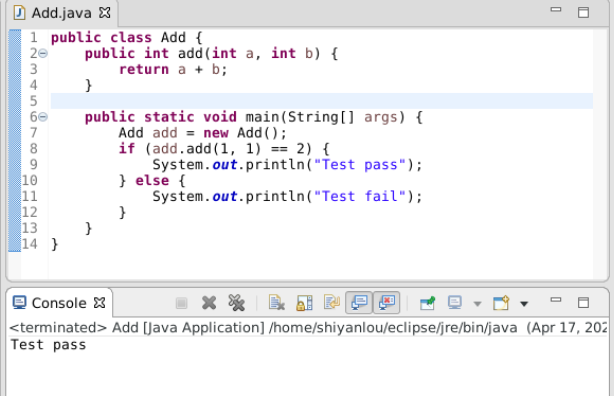 Add.java
1 public class Add {
2     public int add(int a, int b) {
3         return a + b;
4     }
5
6     public static void main(String[] args) {
7         Add add = new Add();
8         if (add.add(1, 1) == 2) {
9             System.out.println("Test pass");
10         } else {
11             System.out.println("Test fail");
12         }
13     }
14 }
Console
<terminated> Add [Java Application] /home/shiyanlou/eclipse/jre/bin/java (Apr 17, 202
Test pass